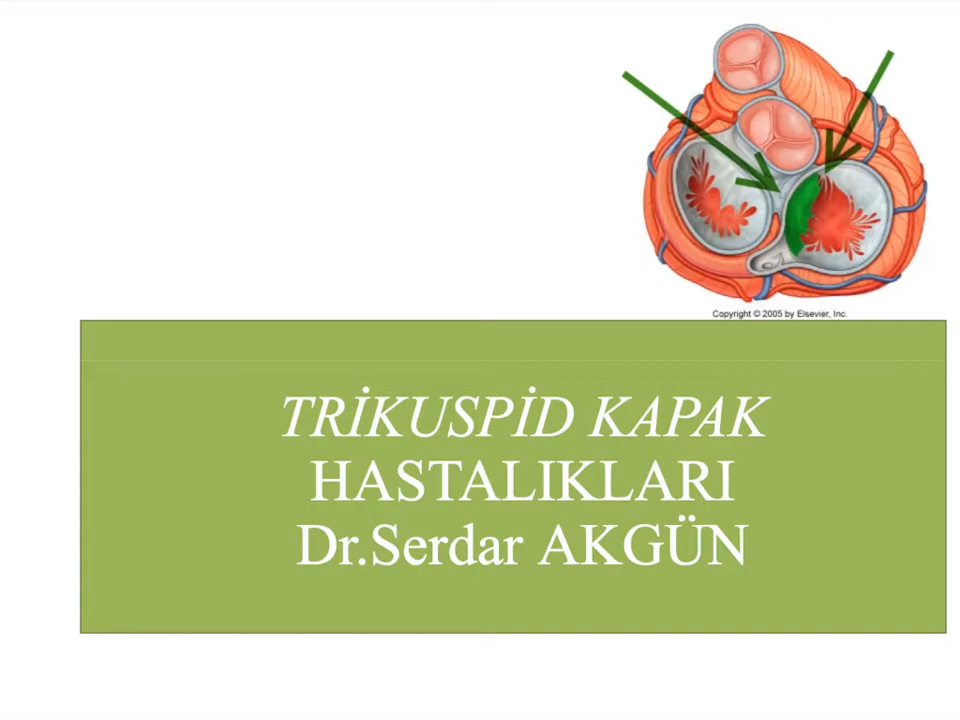 Copyright © 2005 by Elsevier, Inc.
TRİKUSPİD KAPAK
HASTALIKLARI
Dr.Serdar AKGÜN